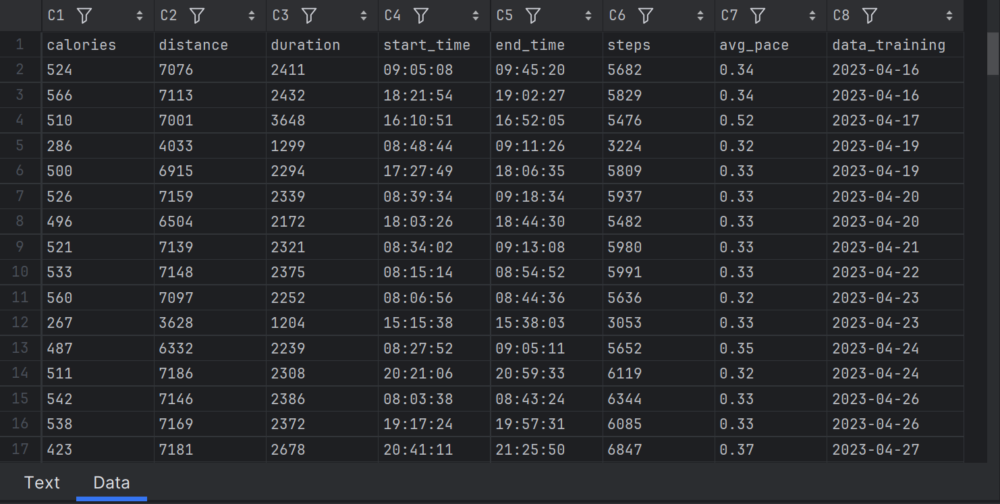 C1 C2 C3 C4 C5 C6 C7 C8
1 calories distance duration start_time end_time steps avg_pace data_training
2 524 7076 2411 09:05:08 09:45:20 5682 0.34 2023-04-16
3 566 7113 2432 18:21:54 19:02:27 5829 0.34 2023-04-16
4 510 7001 3648 16:10:51 16:52:05 5476 0.52 2023-04-17
5 286 4033 1299 08:48:44 09:11:26 3224 0.32 2023-04-19
6 500 6915 2294 17:27:49 18:06:35 5809 0.33 2023-04-19
7 526 7159 2339 08:39:34 09:18:34 5937 0.33 2023-04-20
8 496 6504 2172 18:03:26 18:44:30 5482 0.33 2023-04-20
9 521 7139 2321 08:34:02 09:13:08 5980 0.33 2023-04-21
10 533 7148 2375 08:15:14 08:54:52 5991 0.33 2023-04-22
11 560 7097 2252 08:06:56 08:44:36 5636 0.32 2023-04-23
12 267 3628 1204 15:15:38 15:38:03 3053 0.33 2023-04-23
13 487 6332 2239 08:27:52 09:05:11 5652 0.35 2023-04-24
14 511 7186 2308 20:21:06 20:59:33 6119 0.32 2023-04-24
15 542 7146 2386 08:03:38 08:43:24 6344 0.33 2023-04-26
16 538 7169 2372 19:17:24 19:57:31 6085 0.33 2023-04-26
17 423 7181 2678 20:41:11 21:25:50 6847 0.37 2023-04-27
Text Data